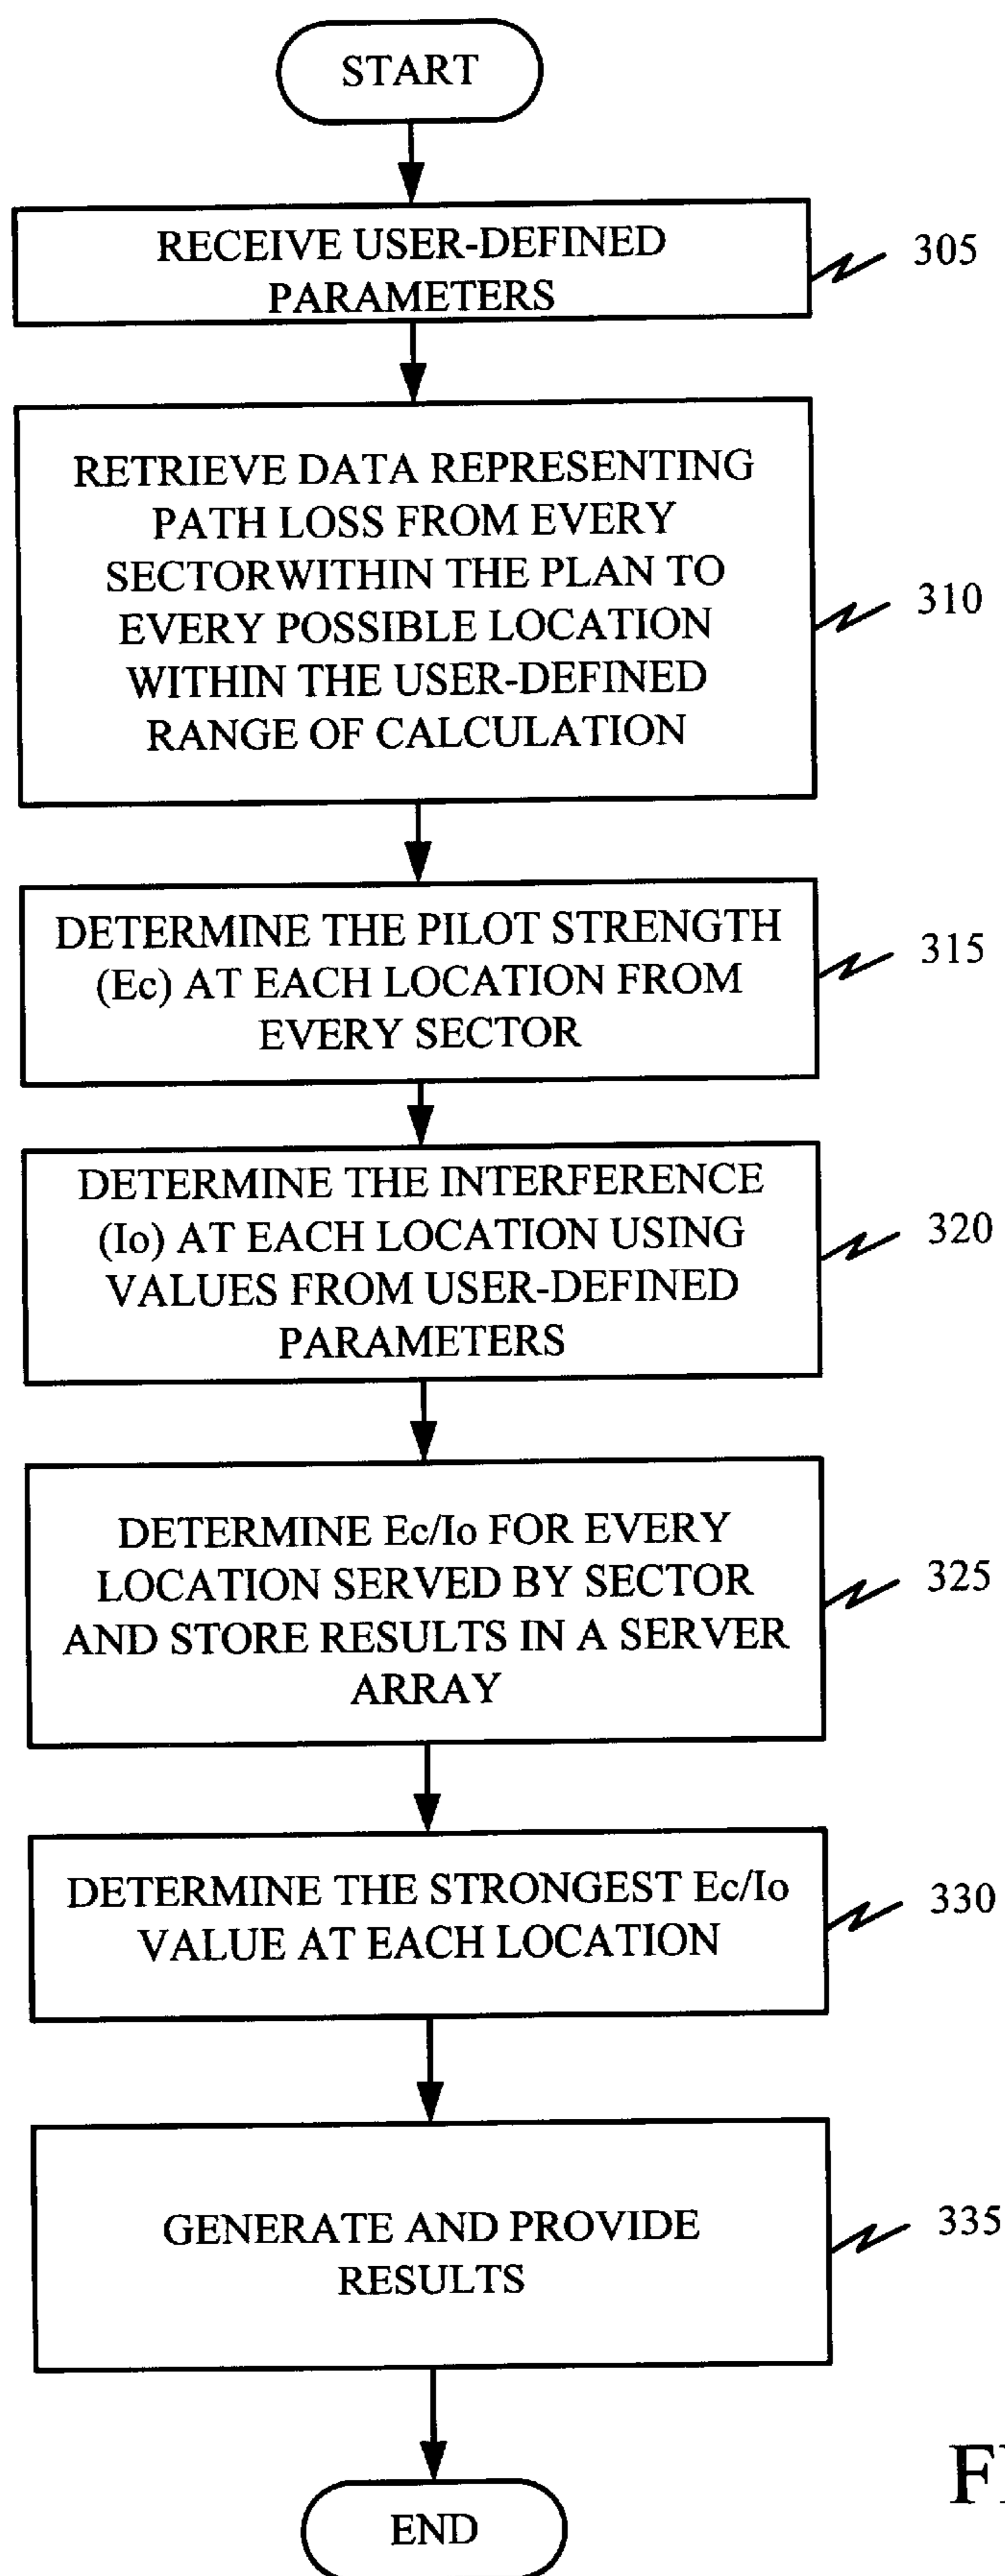 START
RECEIVE USER-DEFINED
PARAMETERS
305
RETRIEVE DATA REPRESENTING
PATH LOSS FROM EVERY
SECTORWITHIN THE PLAN TO
EVERY POSSIBLE LOCATION
WITHIN THE USER-DEFINED
RANGE OF CALCULATION
310
DETERMINE THE PILOT STRENGTH
(Ec) AT EACH LOCATION FROM
EVERY SECTOR
315
DETERMINE THE INTERFERENCE
(Io) AT EACH LOCATION USING
VALUES FROM USER-DEFINED
PARAMETERS
320
DETERMINE Ec/Io FOR EVERY
LOCATION SERVED BY SECTOR
AND STORE RESULTS IN A SERVER
ARRAY
325
DETERMINE THE STRONGEST Ec/Io
VALUE AT EACH LOCATION
330
GENERATE AND PROVIDE
RESULTS
335
END